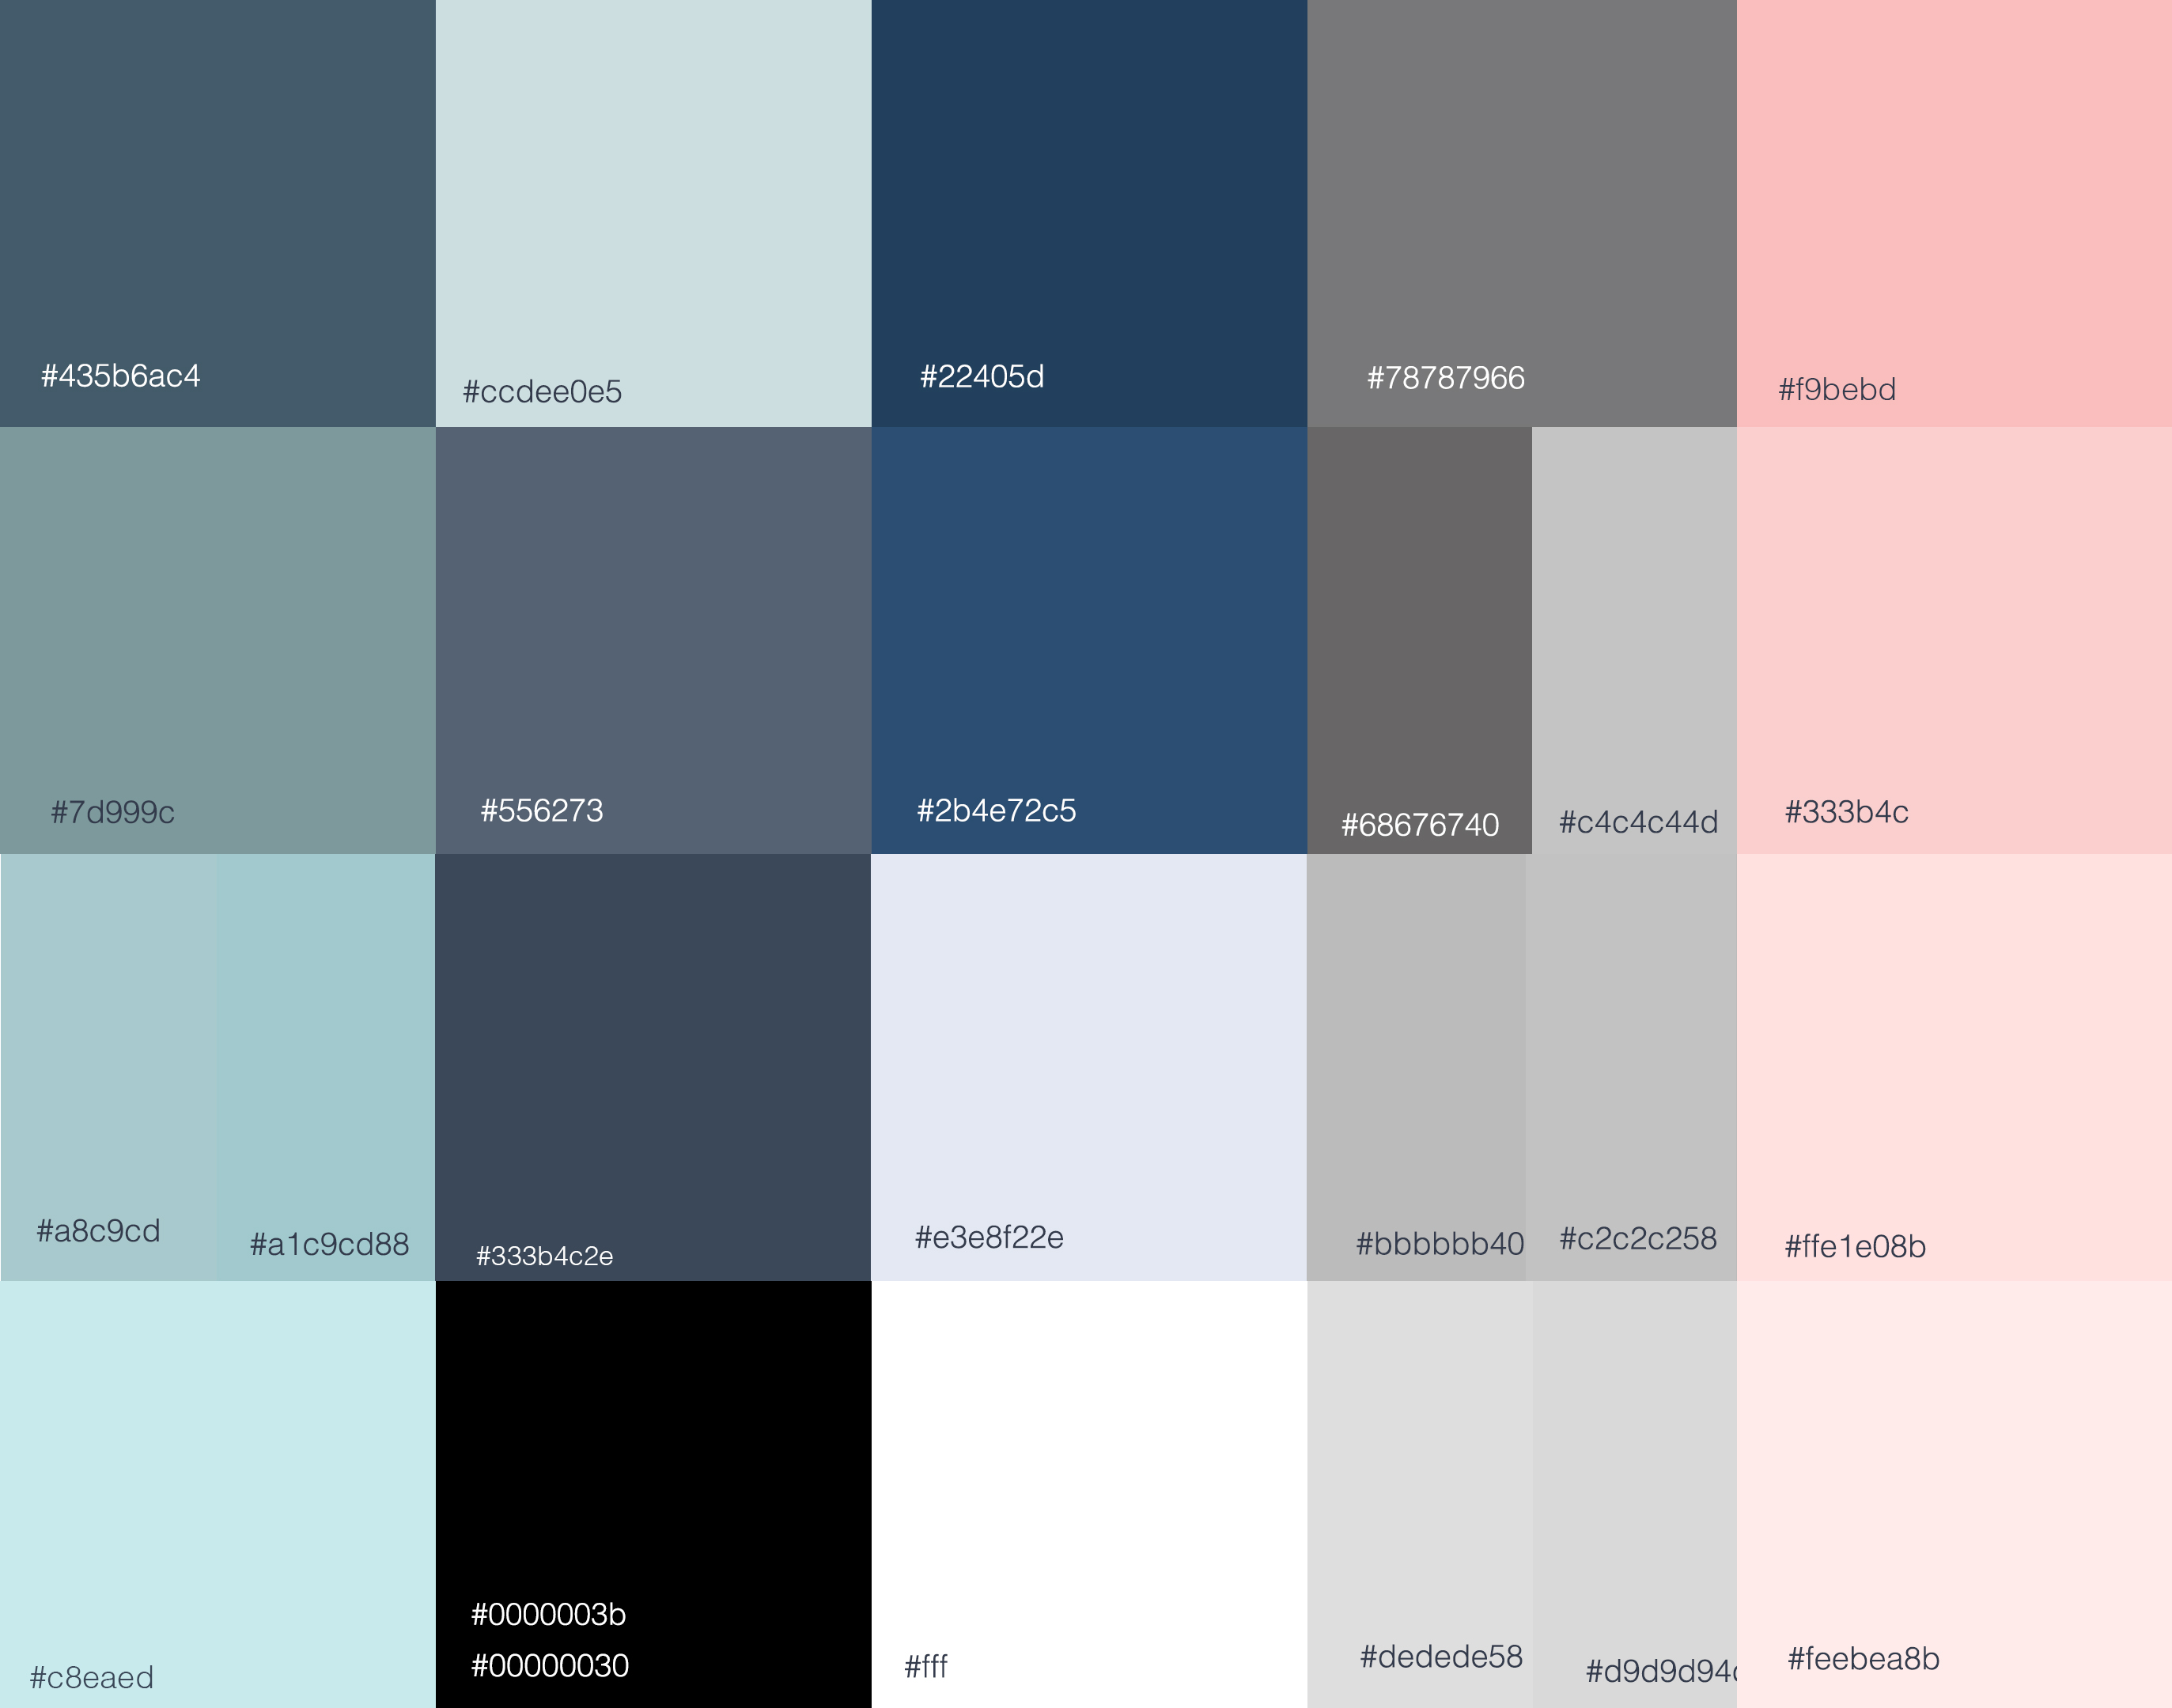 #435b6ac4
#ccdee0e5
#22405d
#78787966
#f9bebd
#7d999c
#556273
#2b4e72c5
#68676740
#c4c4c44d
#333b4c
#a8c9cd
#a1c9cd88
#333b4c2e
#e3e8f22e
#bbbbbb40
#c2c2c258
#ffe1e08b
#c8eaed
#0000003b
#00000030
#fff
#dedede58
#d9d9d94
#feebea8b